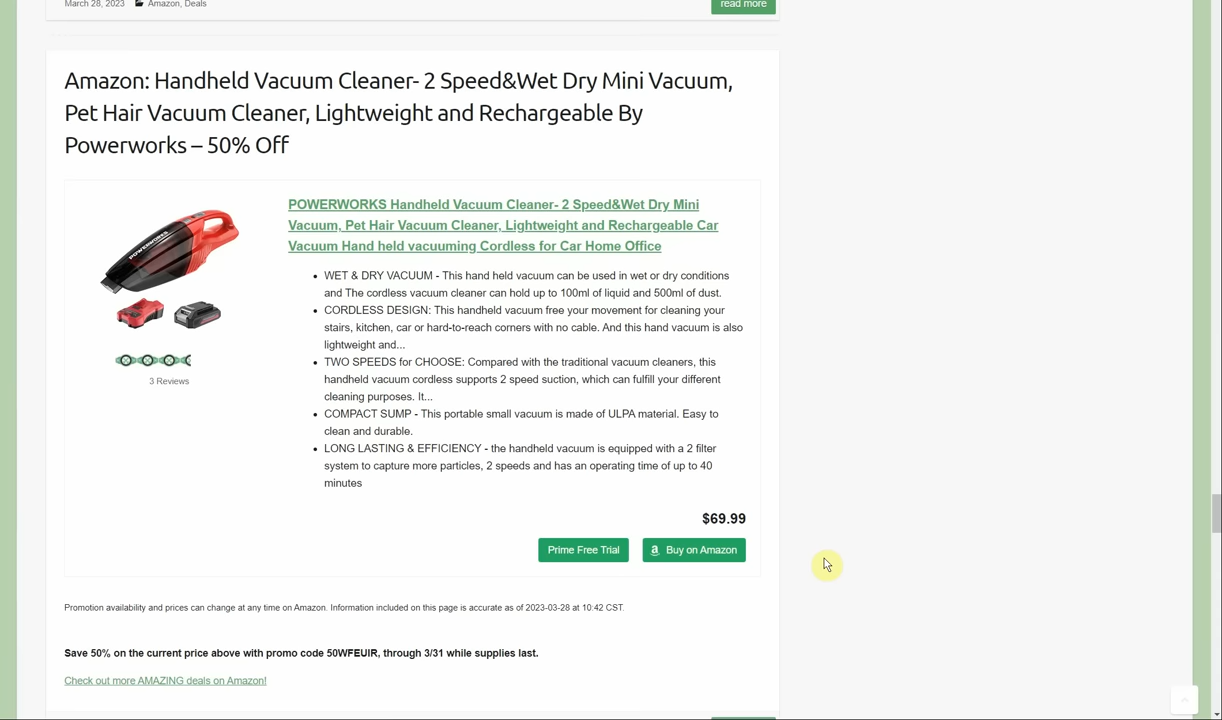 March 28, 2023 Amazon, Deals
read more
Amazon: Handheld Vacuum Cleaner- 2 Speed&Wet Dry Mini Vacuum,
Pet Hair Vacuum Cleaner, Lightweight and Rechargeable By
Powerworks – 50% Off
POWERWORKS
3 Reviews
POWERWORKS Handheld Vacuum Cleaner- 2 Speed&Wet Dry Mini
Vacuum, Pet Hair Vacuum Cleaner, Lightweight and Rechargeable Car
Vacuum Hand held vacuuming Cordless for Car Home Office
• WET & DRY VACUUM - This hand held vacuum can be used in wet or dry conditions
and The cordless vacuum cleaner can hold up to 100ml of liquid and 500ml of dust.
• CORDLESS DESIGN: This handheld vacuum free your movement for cleaning your
stairs, kitchen, car or hard-to-reach corners with no cable. And this hand vacuum is also
lightweight and...
• TWO SPEEDS for CHOOSE: Compared with the traditional vacuum cleaners, this
handheld vacuum cordless supports 2 speed suction, which can fulfill your different
cleaning purposes. It...
• COMPACT SUMP - This portable small vacuum is made of ULPA material. Easy to
clean and durable.
• LONG LASTING & EFFICIENCY - the handheld vacuum is equipped with a 2 filter
system to capture more particles, 2 speeds and has an operating time of up to 40
minutes
$69.99
Prime Free Trial
Buy on Amazon
Promotion availability and prices can change at any time on Amazon. Information included on this page is accurate as of 2023-03-28 at 10:42 CST.
Save 50% on the current price above with promo code 50WFEUIR, through 3/31 while supplies last.
Check out more AMAZING deals on Amazon!